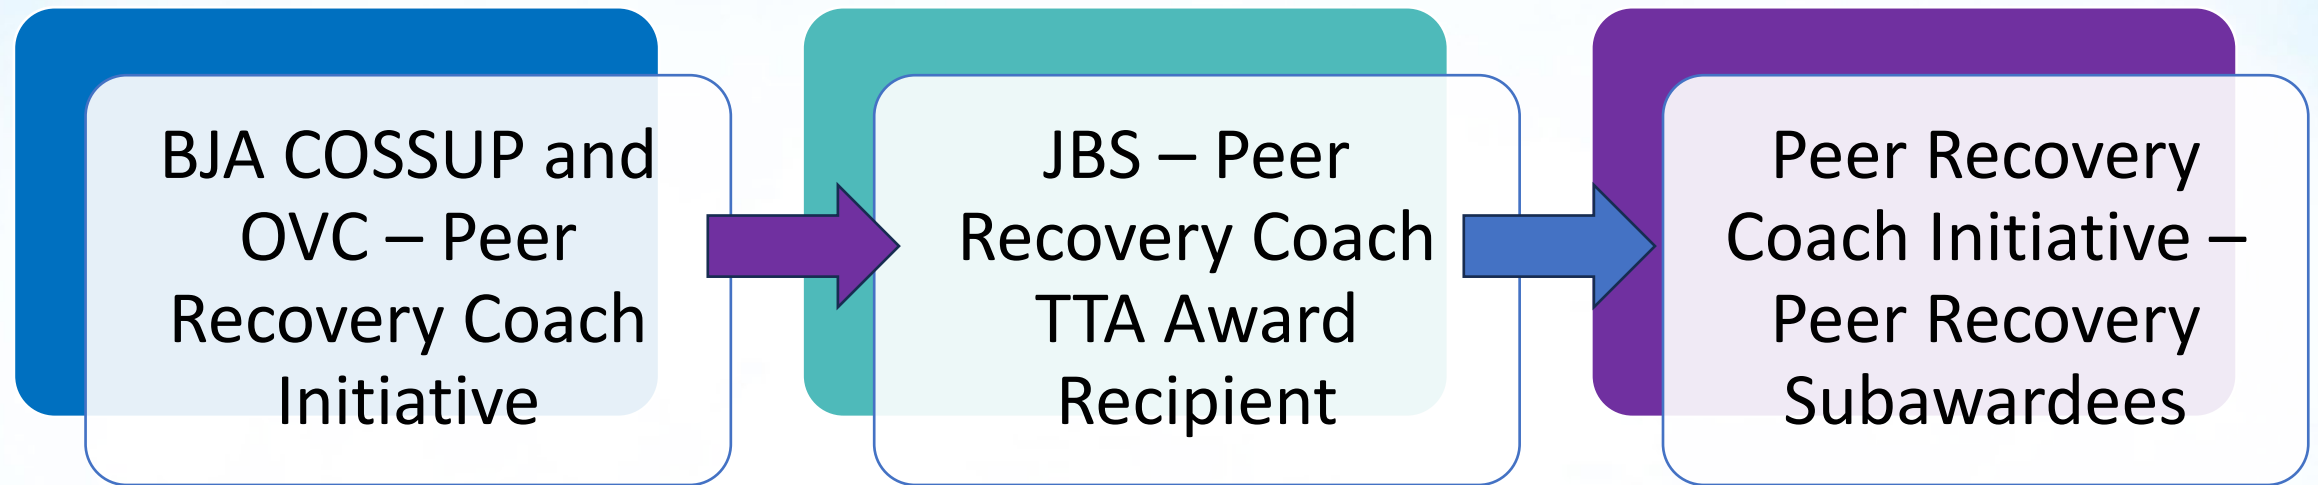 BJA COSSUP and
OVC – Peer
Recovery Coach
Initiative
JBS – Peer
Recovery Coach
TTA Award
Recipient
Peer Recovery
Coach Initiative –
Peer Recovery
Subawardees